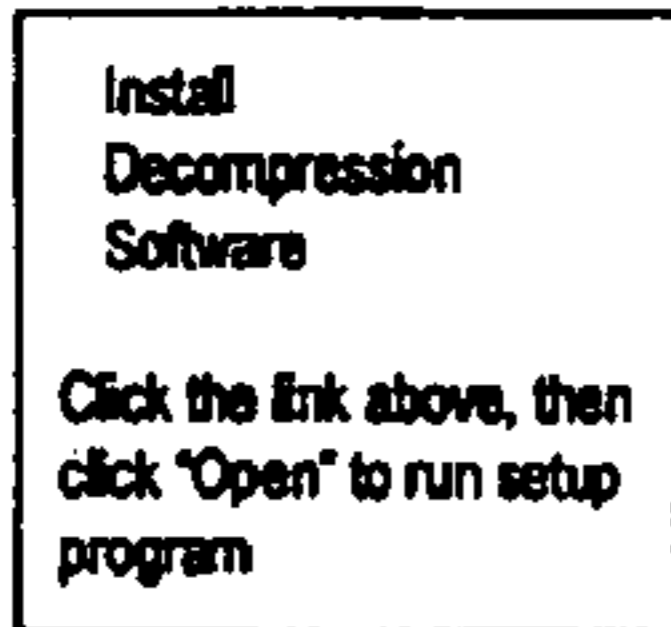 Install
Decompression
Software
Click the link above, then
click "Open" to run setup
program